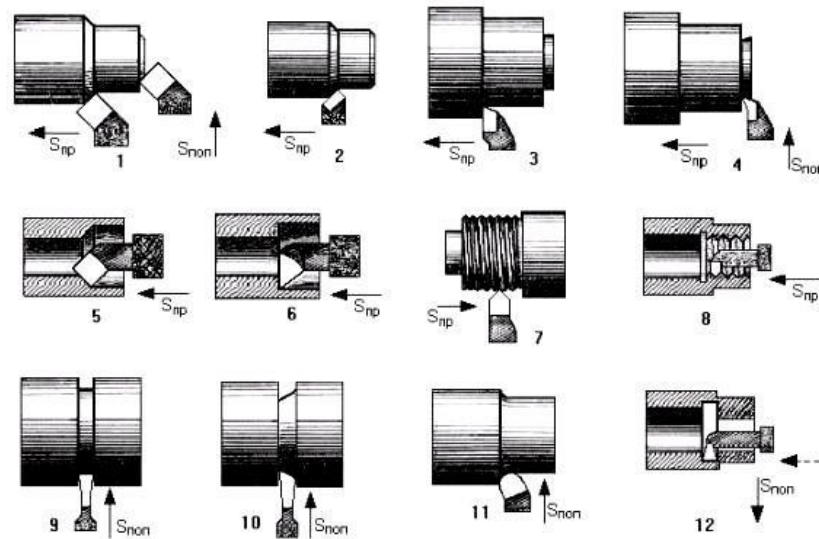 Sпр 1 Sпоп
Sпр 2
Sпр 3
Sпр 4 Sпоп
5 Sпр
6 Sпр
Sпр 7
8 Sпр
9 Sпоп
10 Sпоп
11 Sпоп
12 Sпоп